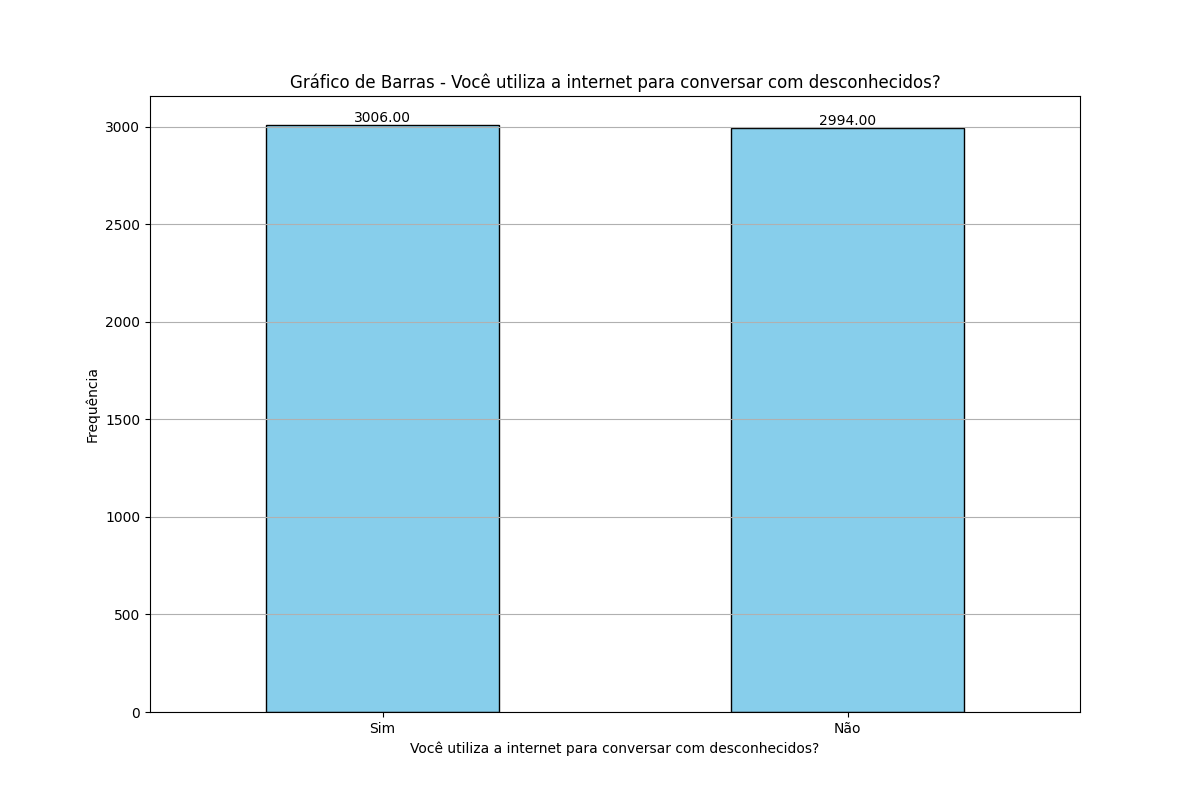 Gráfico de Barras - Você utiliza a internet para conversar com desconhecidos?
3006.00
2994.00
3000
2500
2000
1500
1000
500
0
Frequência
Sim
Não
Você utiliza a internet para conversar com desconhecidos?